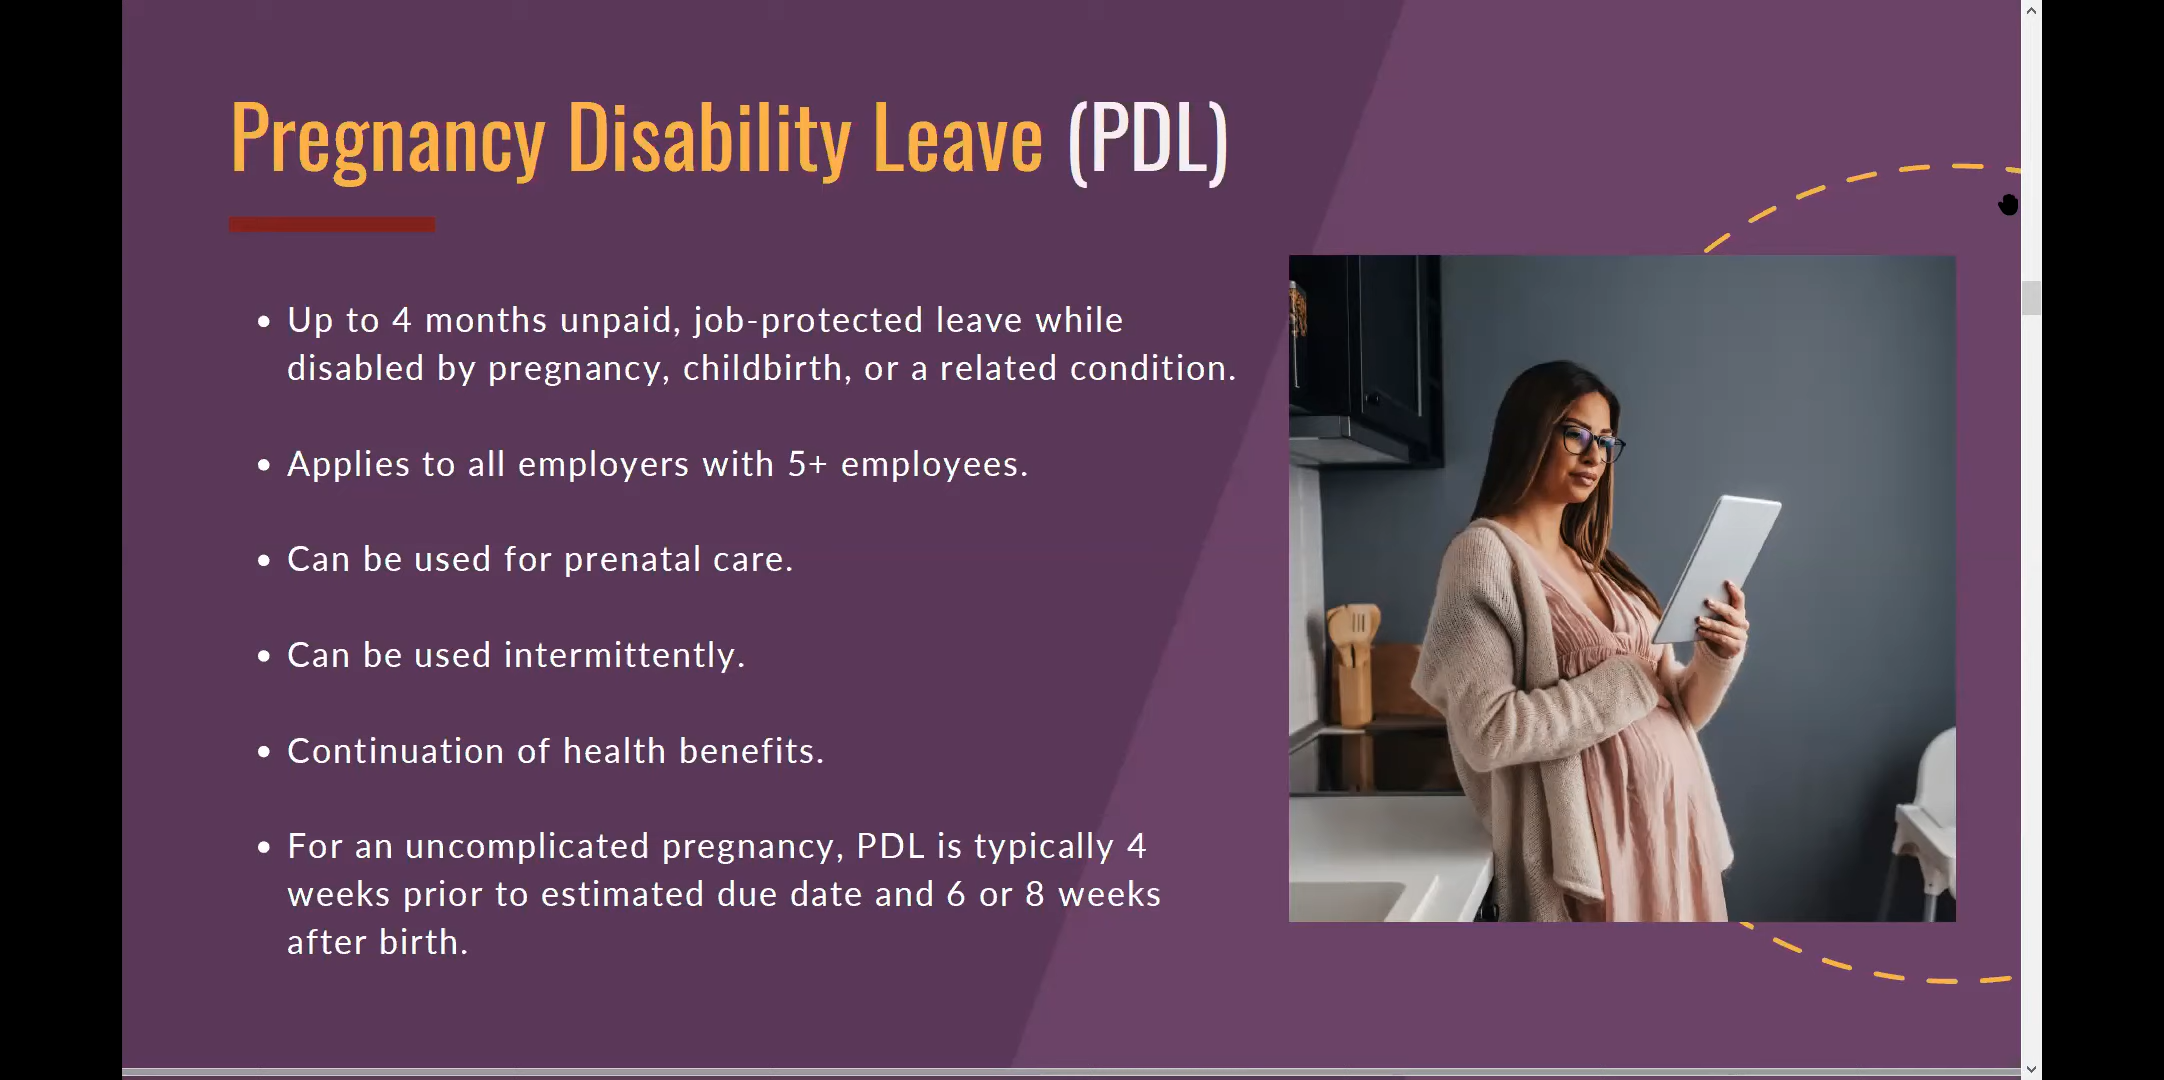 Pregnancy Disability Leave (PDL)
• Up to 4 months unpaid, job-protected leave while
disabled by pregnancy, childbirth, or a related condition.
• Applies to all employers with 5+ employees.
• Can be used for prenatal care.
• Can be used intermittently.
• Continuation of health benefits.
• For an uncomplicated pregnancy, PDL is typically 4
weeks prior to estimated due date and 6 or 8 weeks
after birth.